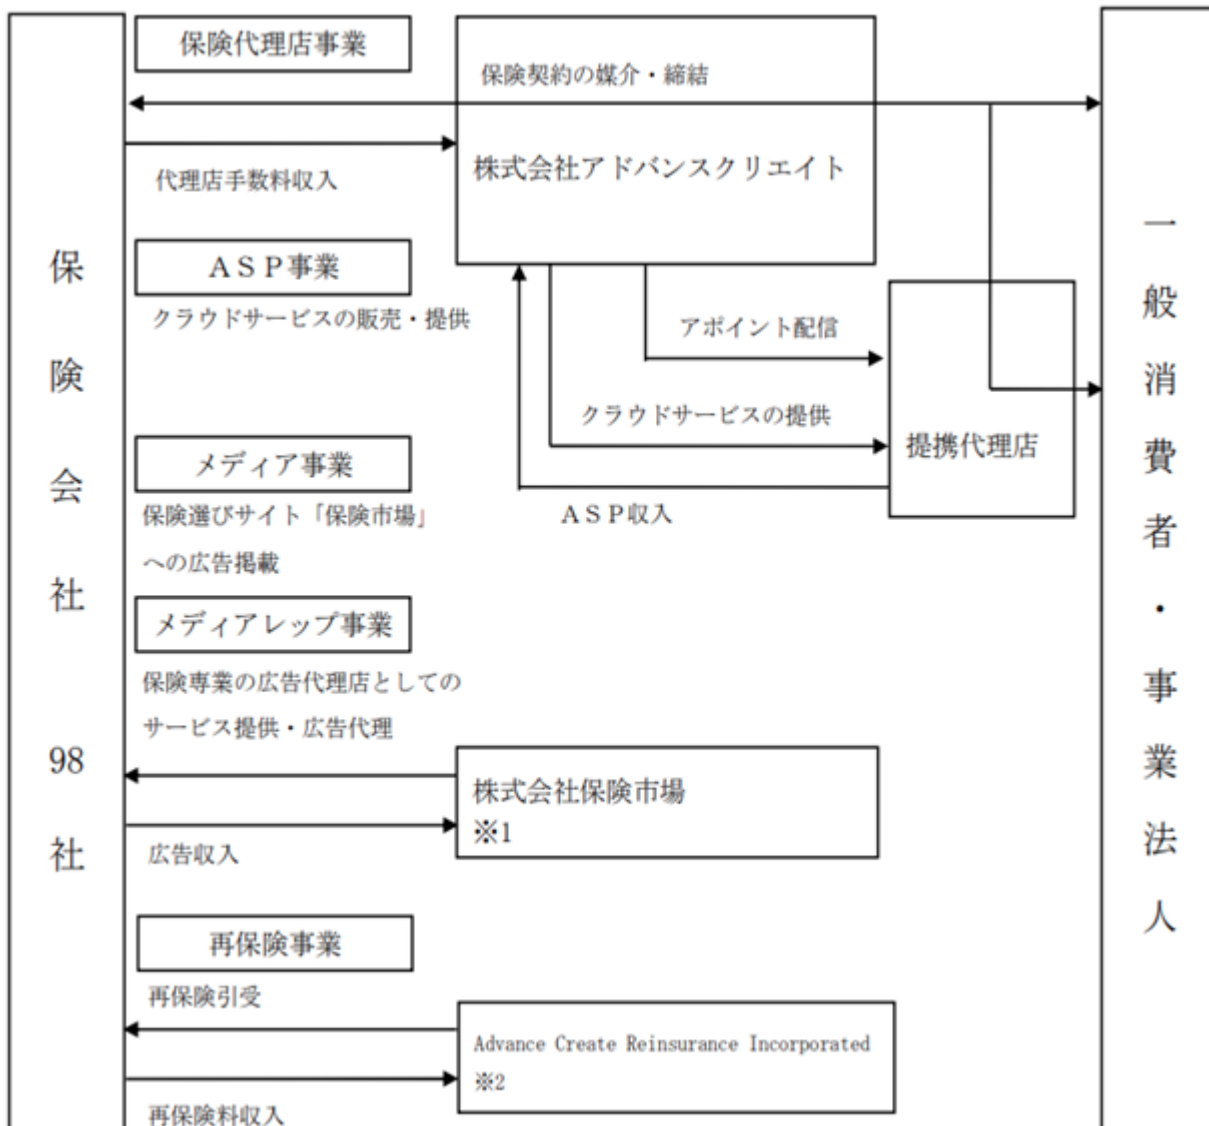 保険会社98社
保険代理店事業
保険契約の媒介・締結
株式会社アドバンスクリエイト
代理店手数料収入
ＡＳＰ事業
クラウドサービスの販売・提供
アポイント配信
クラウドサービスの提供
提携代理店
ＡＳＰ収入
メディア事業
保険選びサイト「保険市場」
への広告掲載
メディアレップ事業
保険専業の広告代理店としての
サービス提供・広告代理
株式会社保険市場
※1
広告収入
再保険事業
再保険引受
Advance Create Reinsurance Incorporated
※2
再保険料収入
一般消費者・事業法人